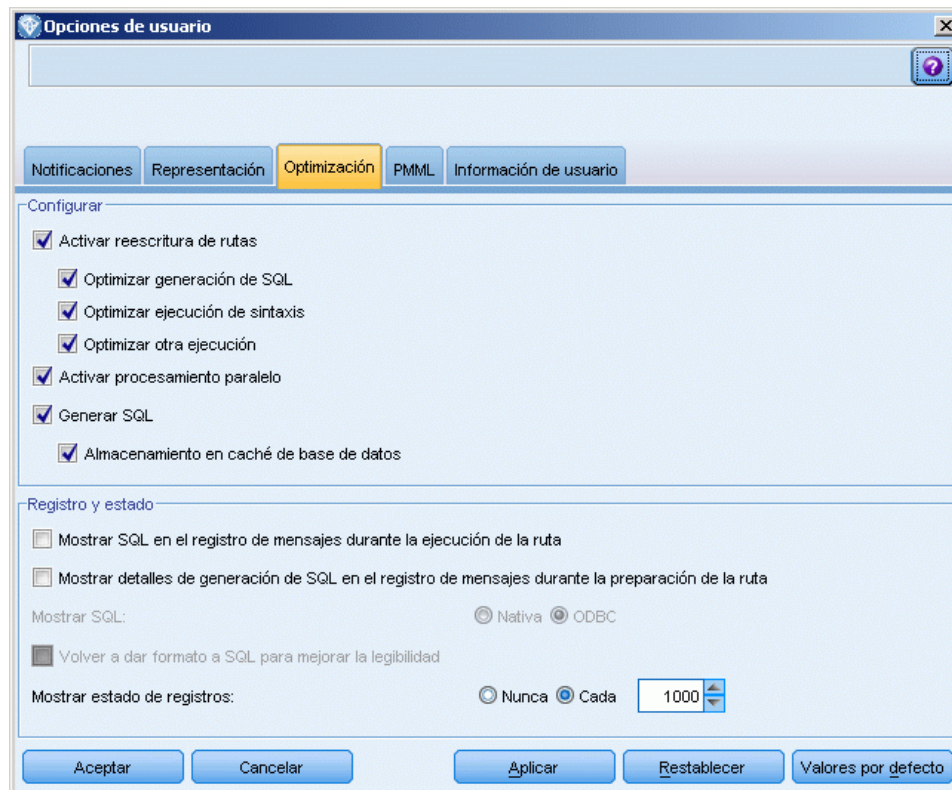 Opciones de usuario
Notificaciones Representación Optimización PMML Información de usuario
Configurar
Activar reescritura de rutas
Optimizar generación de SQL
Optimizar ejecución de sintaxis
Optimizar otra ejecución
Activar procesamiento paralelo
Generar SQL
Almacenamiento en caché de base de datos
Registro y estado
Mostrar SQL en el registro de mensajes durante la ejecución de la ruta
Mostrar detalles de generación de SQL en el registro de mensajes durante la preparación de la ruta
Mostrar SQL: Nativa ODBC
Volver a dar formato a SQL para mejorar la legibilidad
Mostrar estado de registros: Nunca Cada 1000
Aceptar Cancelar Aplicar Restablecer Valores por defecto